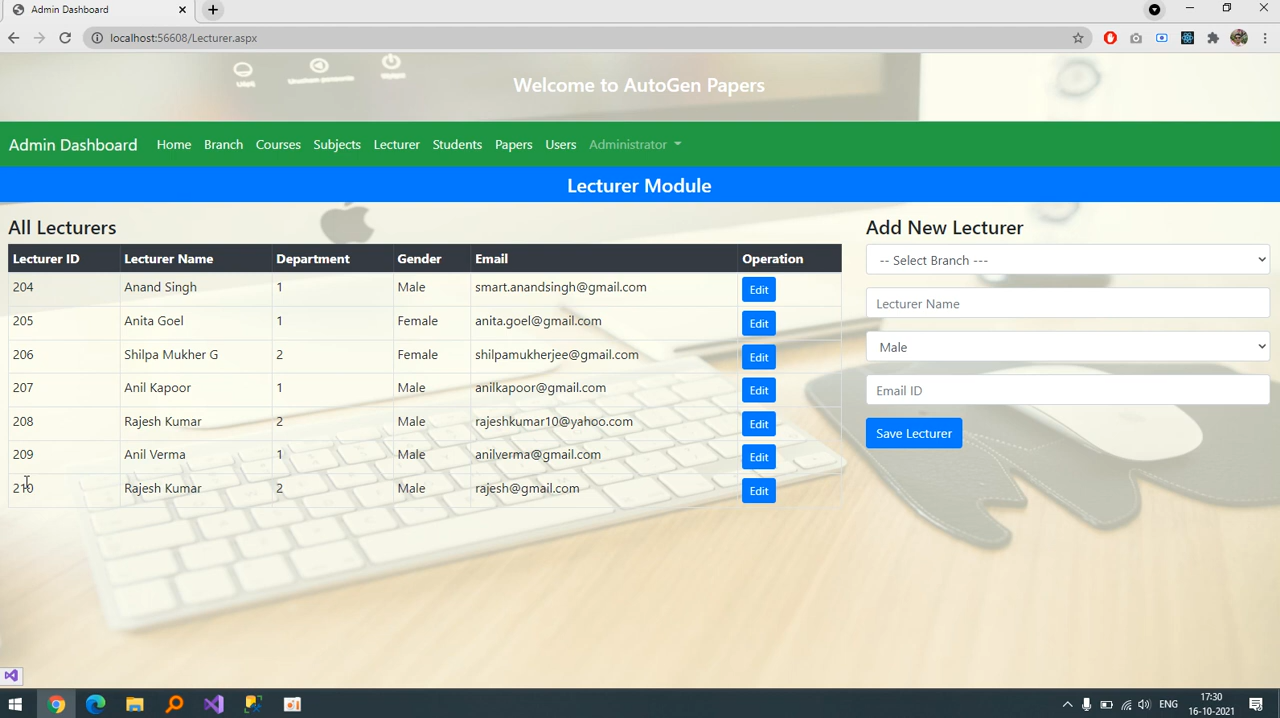 Admin Dashboard
localhost:56608/Lecturer.aspx
Welcome to AutoGen Papers
Admin Dashboard Home Branch Courses Subjects Lecturer Students Papers Users Administrator
Lecturer Module
All Lecturers
Lecturer ID Lecturer Name Department Gender Email Operation
204 Anand Singh 1 Male smart.anandsingh@gmail.com Edit
205 Anita Goel 1 Female anita.goel@gmail.com Edit
206 Shilpa Mukher G 2 Female shilpamukherjee@gmail.com Edit
207 Anil Kapoor 1 Male anilkapoor@gmail.com Edit
208 Rajesh Kumar 2 Male rajeshkumar10@yahoo.com Edit
209 Anil Verma 1 Male anilverma@gmail.com Edit
210 Rajesh Kumar 2 Male rajesh@gmail.com Edit
Add New Lecturer
-- Select Branch ---
Lecturer Name
Male
Email ID
Save Lecturer
ENG
17:30
16-10-2021